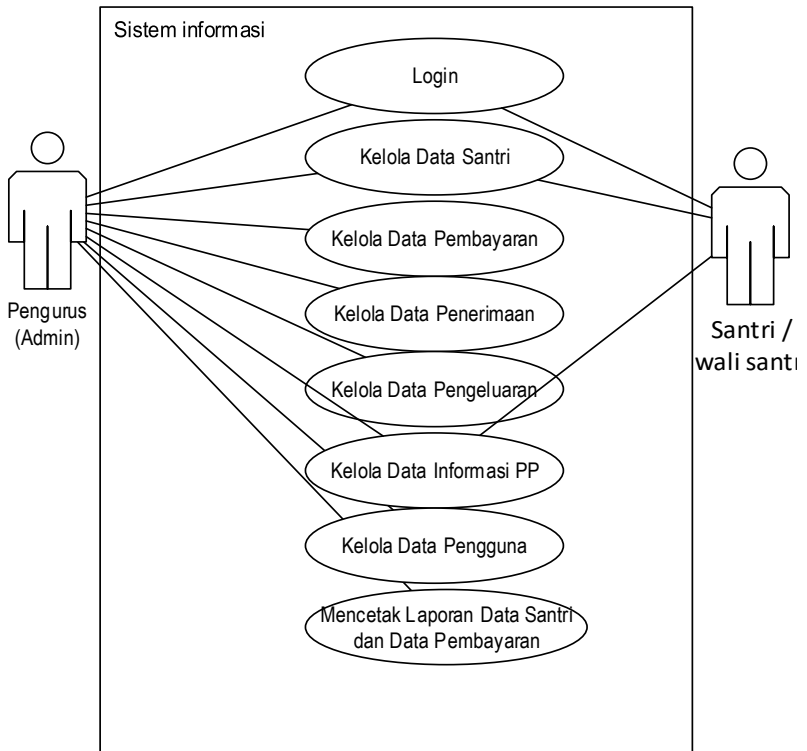 Sistem informasi
Login
Kelola Data Santri
Kelola Data Pembayaran
Kelola Data Penerimaan
Kelola Data Pengeluaran
Kelola Data Informasi PP
Kelola Data Pengguna
Mencetak Laporan Data Santri
dan Data Pembayaran
Pengurus
(Admin)
Santri /
wali santri